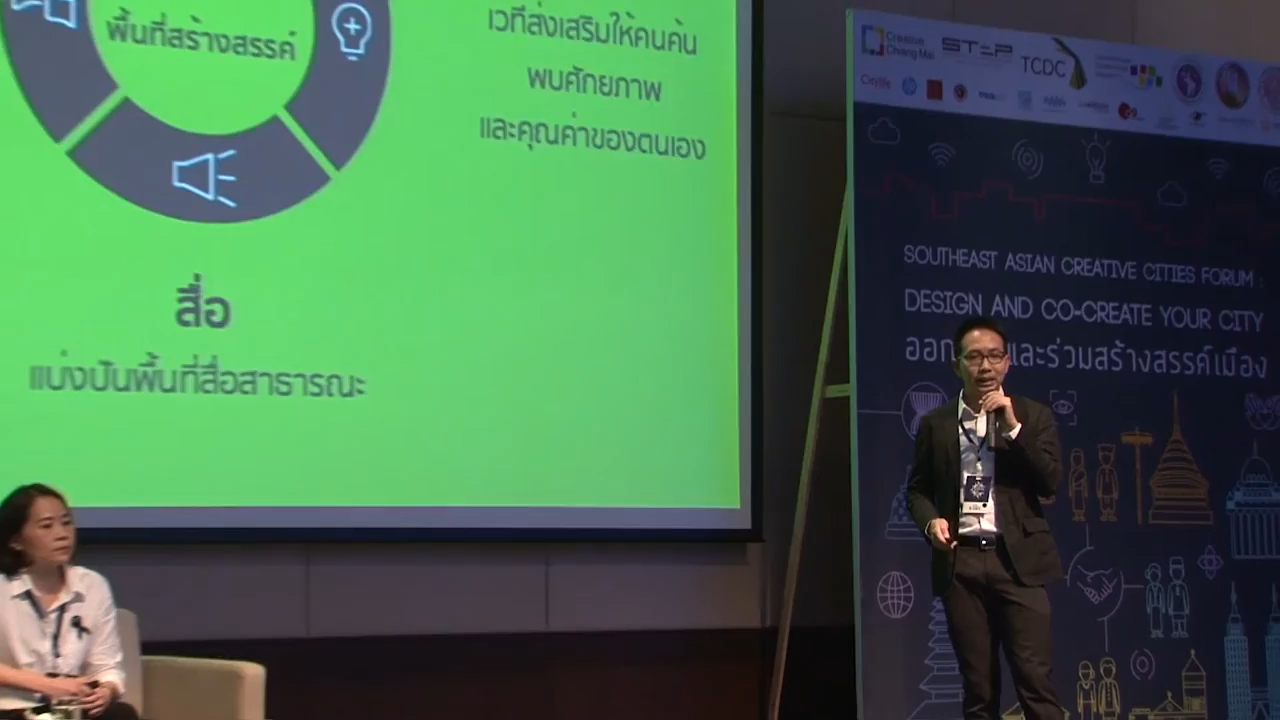 พื้นที่สร้างสรรค์
เวทีส่งเสริมให้คนค้น
พบศักยภาพ
และคุณค่าของตนเอง
สื่อ
แบ่งปันพื้นที่สื่อสาธารณะ
Creative
Chiang Mai
STEP
TCDC
Citylife
SOUTHEAST ASIAN CREATIVE CITIES FORUM :
DESIGN AND CO-CREATE YOUR CITY
ออก และร่วมสร้างสรรค์เมือง